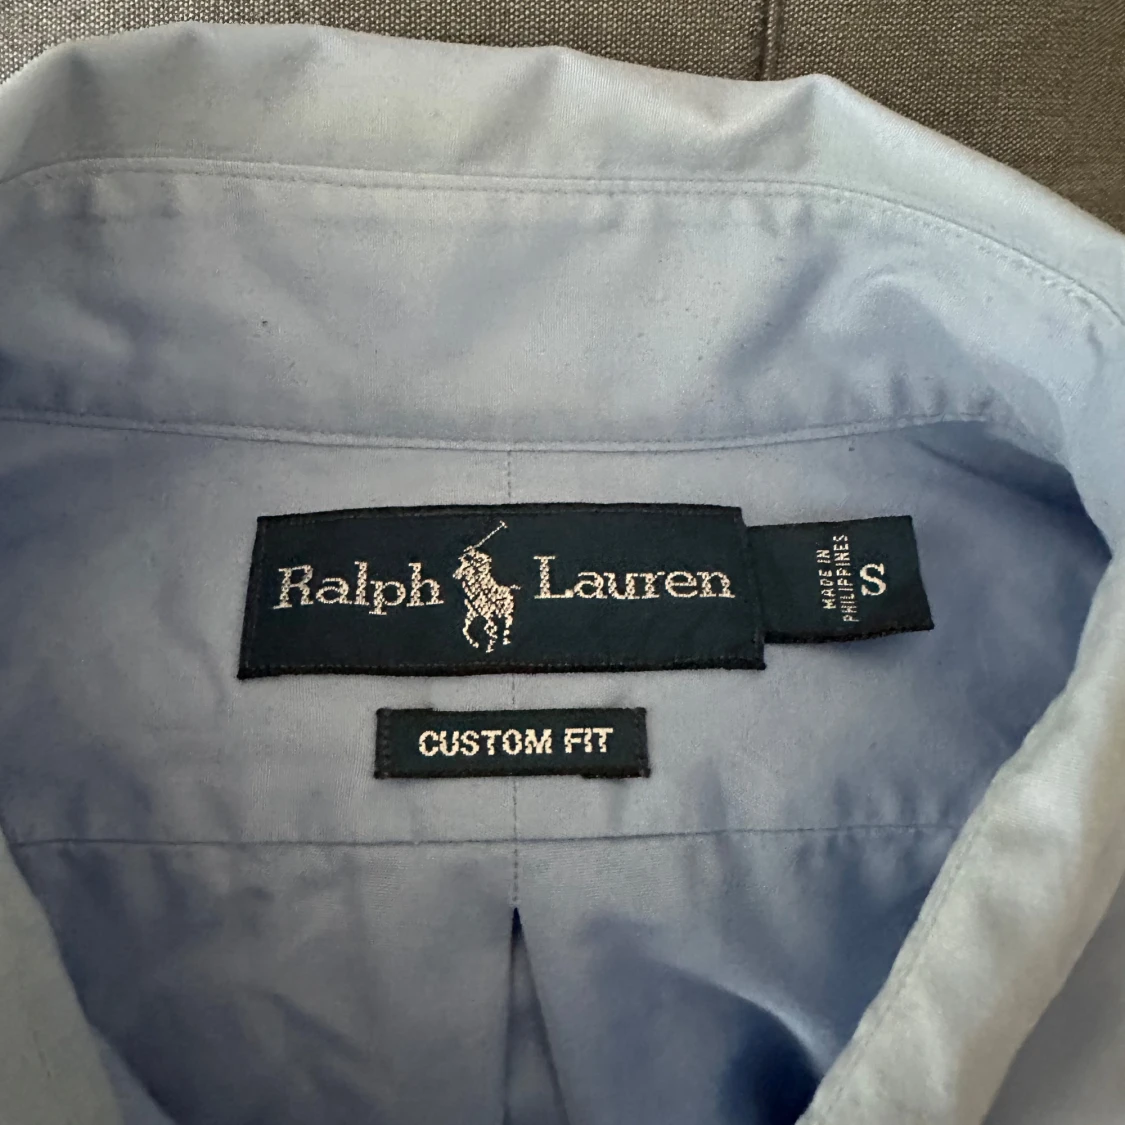 Ralph Lauren
MADE IN
PHILIPPINES
S
CUSTOM FIT